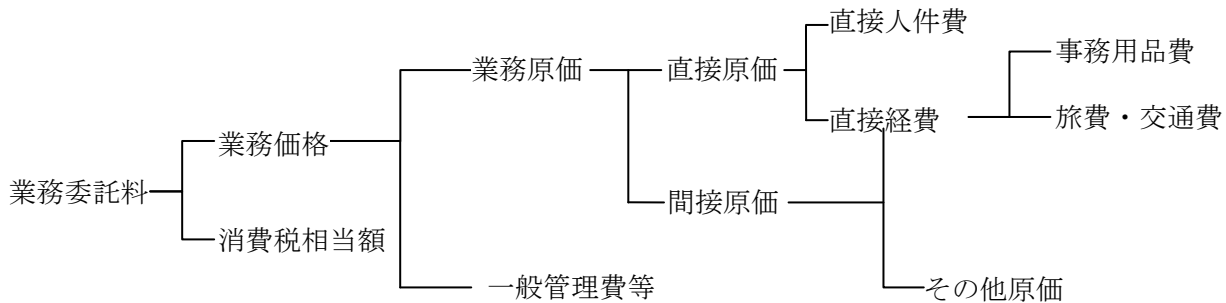 直接人件費
事務用品費
業務原価
直接原価
直接経費
旅費・交通費
業務価格
業務委託料
間接原価
消費税相当額
一般管理費等
その他原価